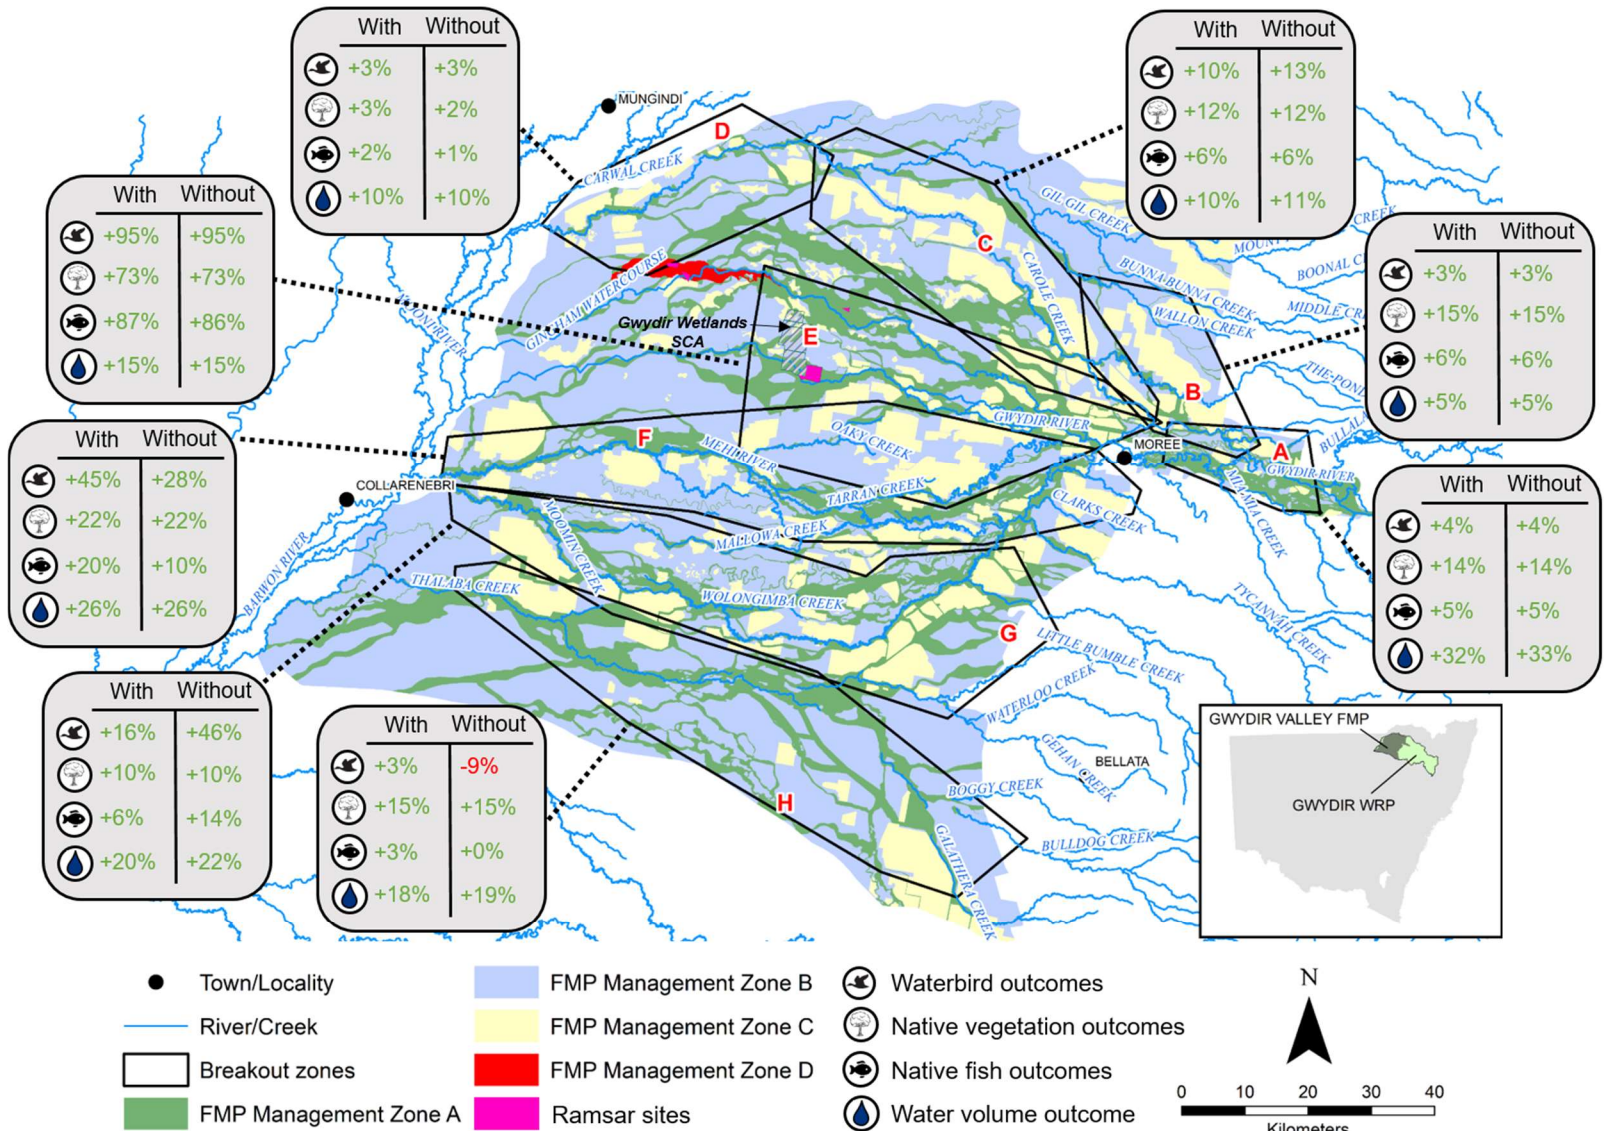 With Without
+3% +3%
+3% +2%
+2% +1%
+10% +10%
With Without
+10% +13%
+12% +12%
+6% +6%
+10% +11%
With Without
+95% +95%
+73% +73%
+87% +86%
+15% +15%
With Without
+3% +3%
+15% +15%
+6% +6%
+5% +5%
With Without
+45% +28%
+22% +22%
+20% +10%
+26% +26%
With Without
+4% +4%
+14% +14%
+5% +5%
+32% +33%
With Without
+16% +46%
+10% +10%
+6% +14%
+20% +22%
With Without
+3% -9%
+15% +15%
+3% +0%
+18% +19%
MUNGINDI
D
CARWAL CREEK
GIL GIL CREEK
CREEK
C
BOONAL C
BUNNA-BUNNA CREEK
MIDDLE CR
WALLON CREEK
CAROLE CREEK
GINGHAM WATERCOURSE
Gwydir Wetlands
SCA
E
B
GWYDIR RIVER
MOREE
A
GWYDIR-RIVER
F
MEHI RIVER
OAKY CREEK
TARRAN CREEK
CLARKS CREEK
COLLARENEBRI
MALLOWA CREEK
MOOMIN CREEK
BARWON RIVER
THALABA CREEK
WOLONGIMBA CREEK
TYCANNAH CREEK
G
LITTLE BUMBLE CREEK
WATERLOO CREEK
GEHAN CREEK
BELLATA
BOGGY CREEK
H
BULLDOG CREEK
GALATHERA CREEK
GWYDIR VALLEY FMP
GWYDIR WRP
Town/Locality
River/Creek
Breakout zones
FMP Management Zone A
FMP Management Zone B
FMP Management Zone C
FMP Management Zone D
Ramsar sites
Waterbird outcomes
Native vegetation outcomes
Native fish outcomes
Water volume outcome
N
0 10 20 30 40
Kilometers